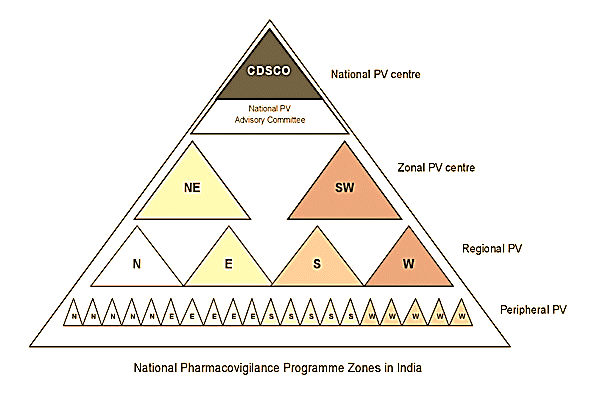 CDSCO
National PV centre
National PV
Advisory Committee
NE
SW
Zonal PV centre
N
E
S
W
Regional PV
N N N N N N E E E E E E S S S S S S W W W W W
Peripheral PV
National Pharmacovigilance Programme Zones in India